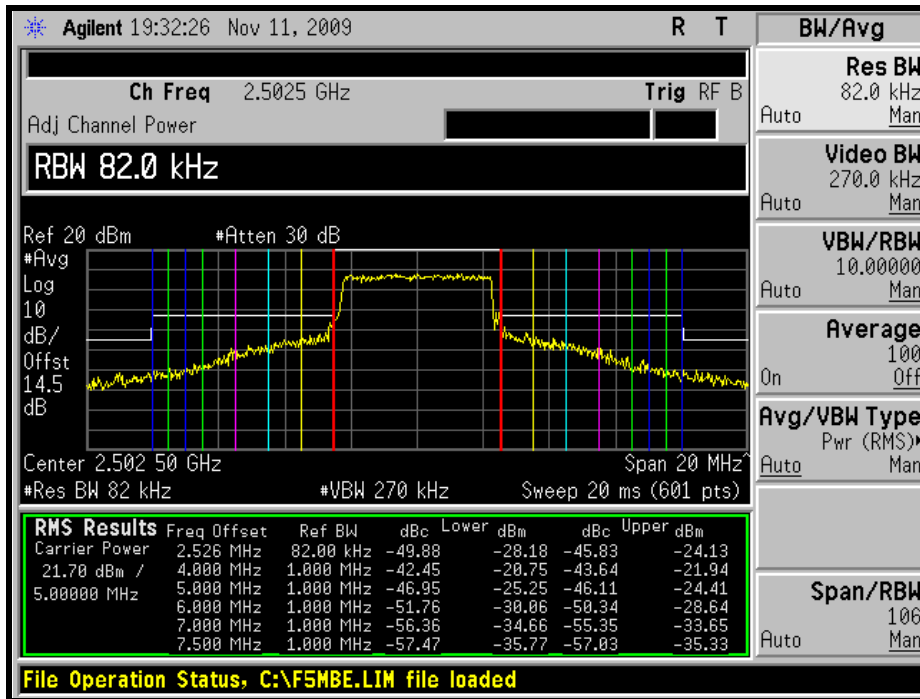 Agilent 19:32:26 Nov 11, 2009 R T
Ch Freq 2.5025 GHz Trig RF B
Adj Channel Power
RBW 82.0 kHz
Ref 20 dBm #Atten 30 dB
#Avg
Log
10
dB/
Offst
14.5
dB
Center 2.502 50 GHz Span 20 MHz^
#Res BW 82 kHz #VBW 270 kHz Sweep 20 ms (601 pts)
RMS Results Freq Offset Ref BW dBc Lower dBm dBc Upper dBm
Carrier Power 2.526 MHz 82.00 kHz -49.88 -28.18 -45.83 -24.13
21.70 dBm / 4.000 MHz 1.000 MHz -42.45 -20.75 -43.64 -21.94
5.00000 MHz 5.000 MHz 1.000 MHz -46.95 -25.25 -46.11 -24.41
6.000 MHz 1.000 MHz -51.76 -30.06 -50.34 -28.64
7.000 MHz 1.000 MHz -56.36 -34.66 -55.35 -33.65
7.500 MHz 1.000 MHz -57.47 -35.77 -57.03 -35.33
File Operation Status, C:\F5MBE.LIM file loaded
BW/Avg
Res BW
82.0 kHz
Auto Man
Video BW
270.0 kHz
Auto Man
VBW/RBW
10.00000
Auto Man
Average
100
On Off
Avg/VBW Type
Pwr (RMS)
Auto Man
Span/RBW
106
Auto Man